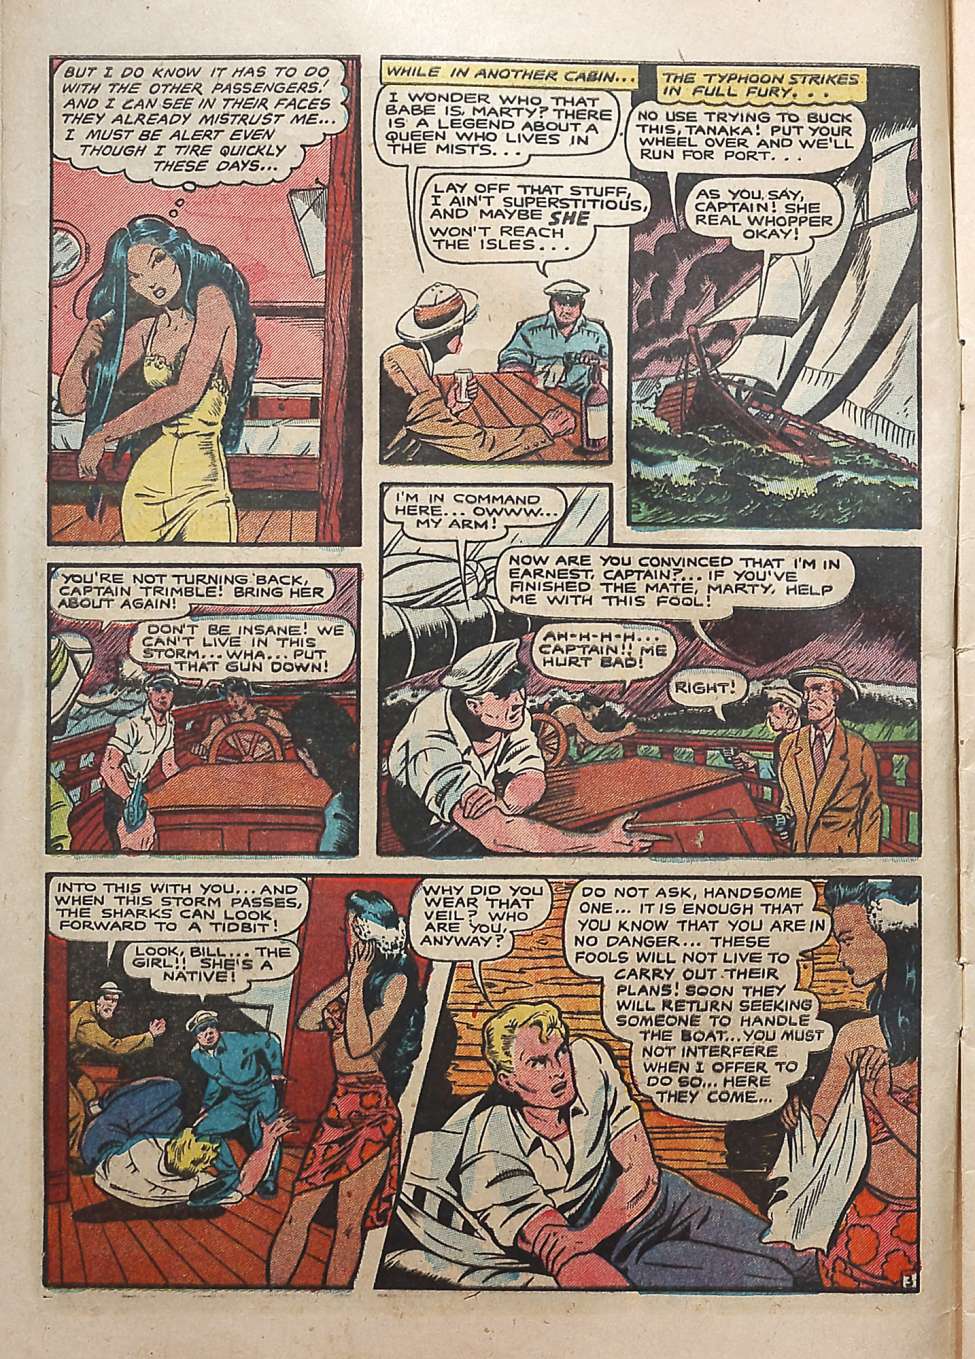 BUT I DO KNOW IT HAS TO DO
WITH THE OTHER PASSENGERS!
AND I CAN SEE IN THEIR FACES
THEY ALREADY MISTRUST ME...
I MUST BE ALERT EVEN
THOUGH I TIRE QUICKLY
THESE DAYS...
WHILE IN ANOTHER CABIN...
I WONDER WHO THAT
BABE IS, MARTY? THERE
IS A LEGEND ABOUT A
QUEEN WHO LIVES IN
THE MISTS...
LAY OFF THAT STUFF,
I AIN'T SUPERSTITIOUS,
AND MAYBE SHE
WON'T REACH
THE ISLES...
THE TYPHOON STRIKES
IN FULL FURY...
NO USE TRYING TO BUCK
THIS, TANAKA! PUT YOUR
WHEEL OVER AND WE'LL
RUN FOR PORT...
AS YOU, SAY,
CAPTAIN! SHE
REAL WHOPPER
OKAY!
YOU'RE NOT TURNING BACK,
CAPTAIN TRIMBLE! BRING HER
ABOUT AGAIN!
DON'T BE INSANE! WE
CAN'T LIVE IN THIS
STORM... WHA... PUT
THAT GUN DOWN!
I'M IN COMMAND
HERE... OWWW...
MY ARM!
NOW ARE YOU CONVINCED THAT I'M IN
EARNEST, CAPTAIN?... IF YOU'VE
FINISHED THE MATE, MARTY, HELP
ME WITH THIS FOOL!
AH-H-H-H...
CAPTAIN!! ME
HURT BAD!
RIGHT!
INTO THIS WITH YOU... AND
WHEN THIS STORM PASSES,
THE SHARKS CAN LOOK
FORWARD TO A TIDBIT!
LOOK, BILL... THE
GIRL!! SHE'S A
NATIVE!
WHY DID YOU
WEAR THAT
VEIL? WHO
ARE YOU,
ANYWAY?
DO NOT ASK, HANDSOME
ONE... IT IS ENOUGH THAT
YOU KNOW THAT YOU ARE IN
NO DANGER... THESE
FOOLS WILL NOT LIVE TO
CARRY OUT THEIR
PLANS! SOON THEY
WILL RETURN SEEKING
SOMEONE TO HANDLE
THE BOAT... YOU MUST
NOT INTERFERE
WHEN I OFFER TO
DO SO... HERE
THEY COME...
3